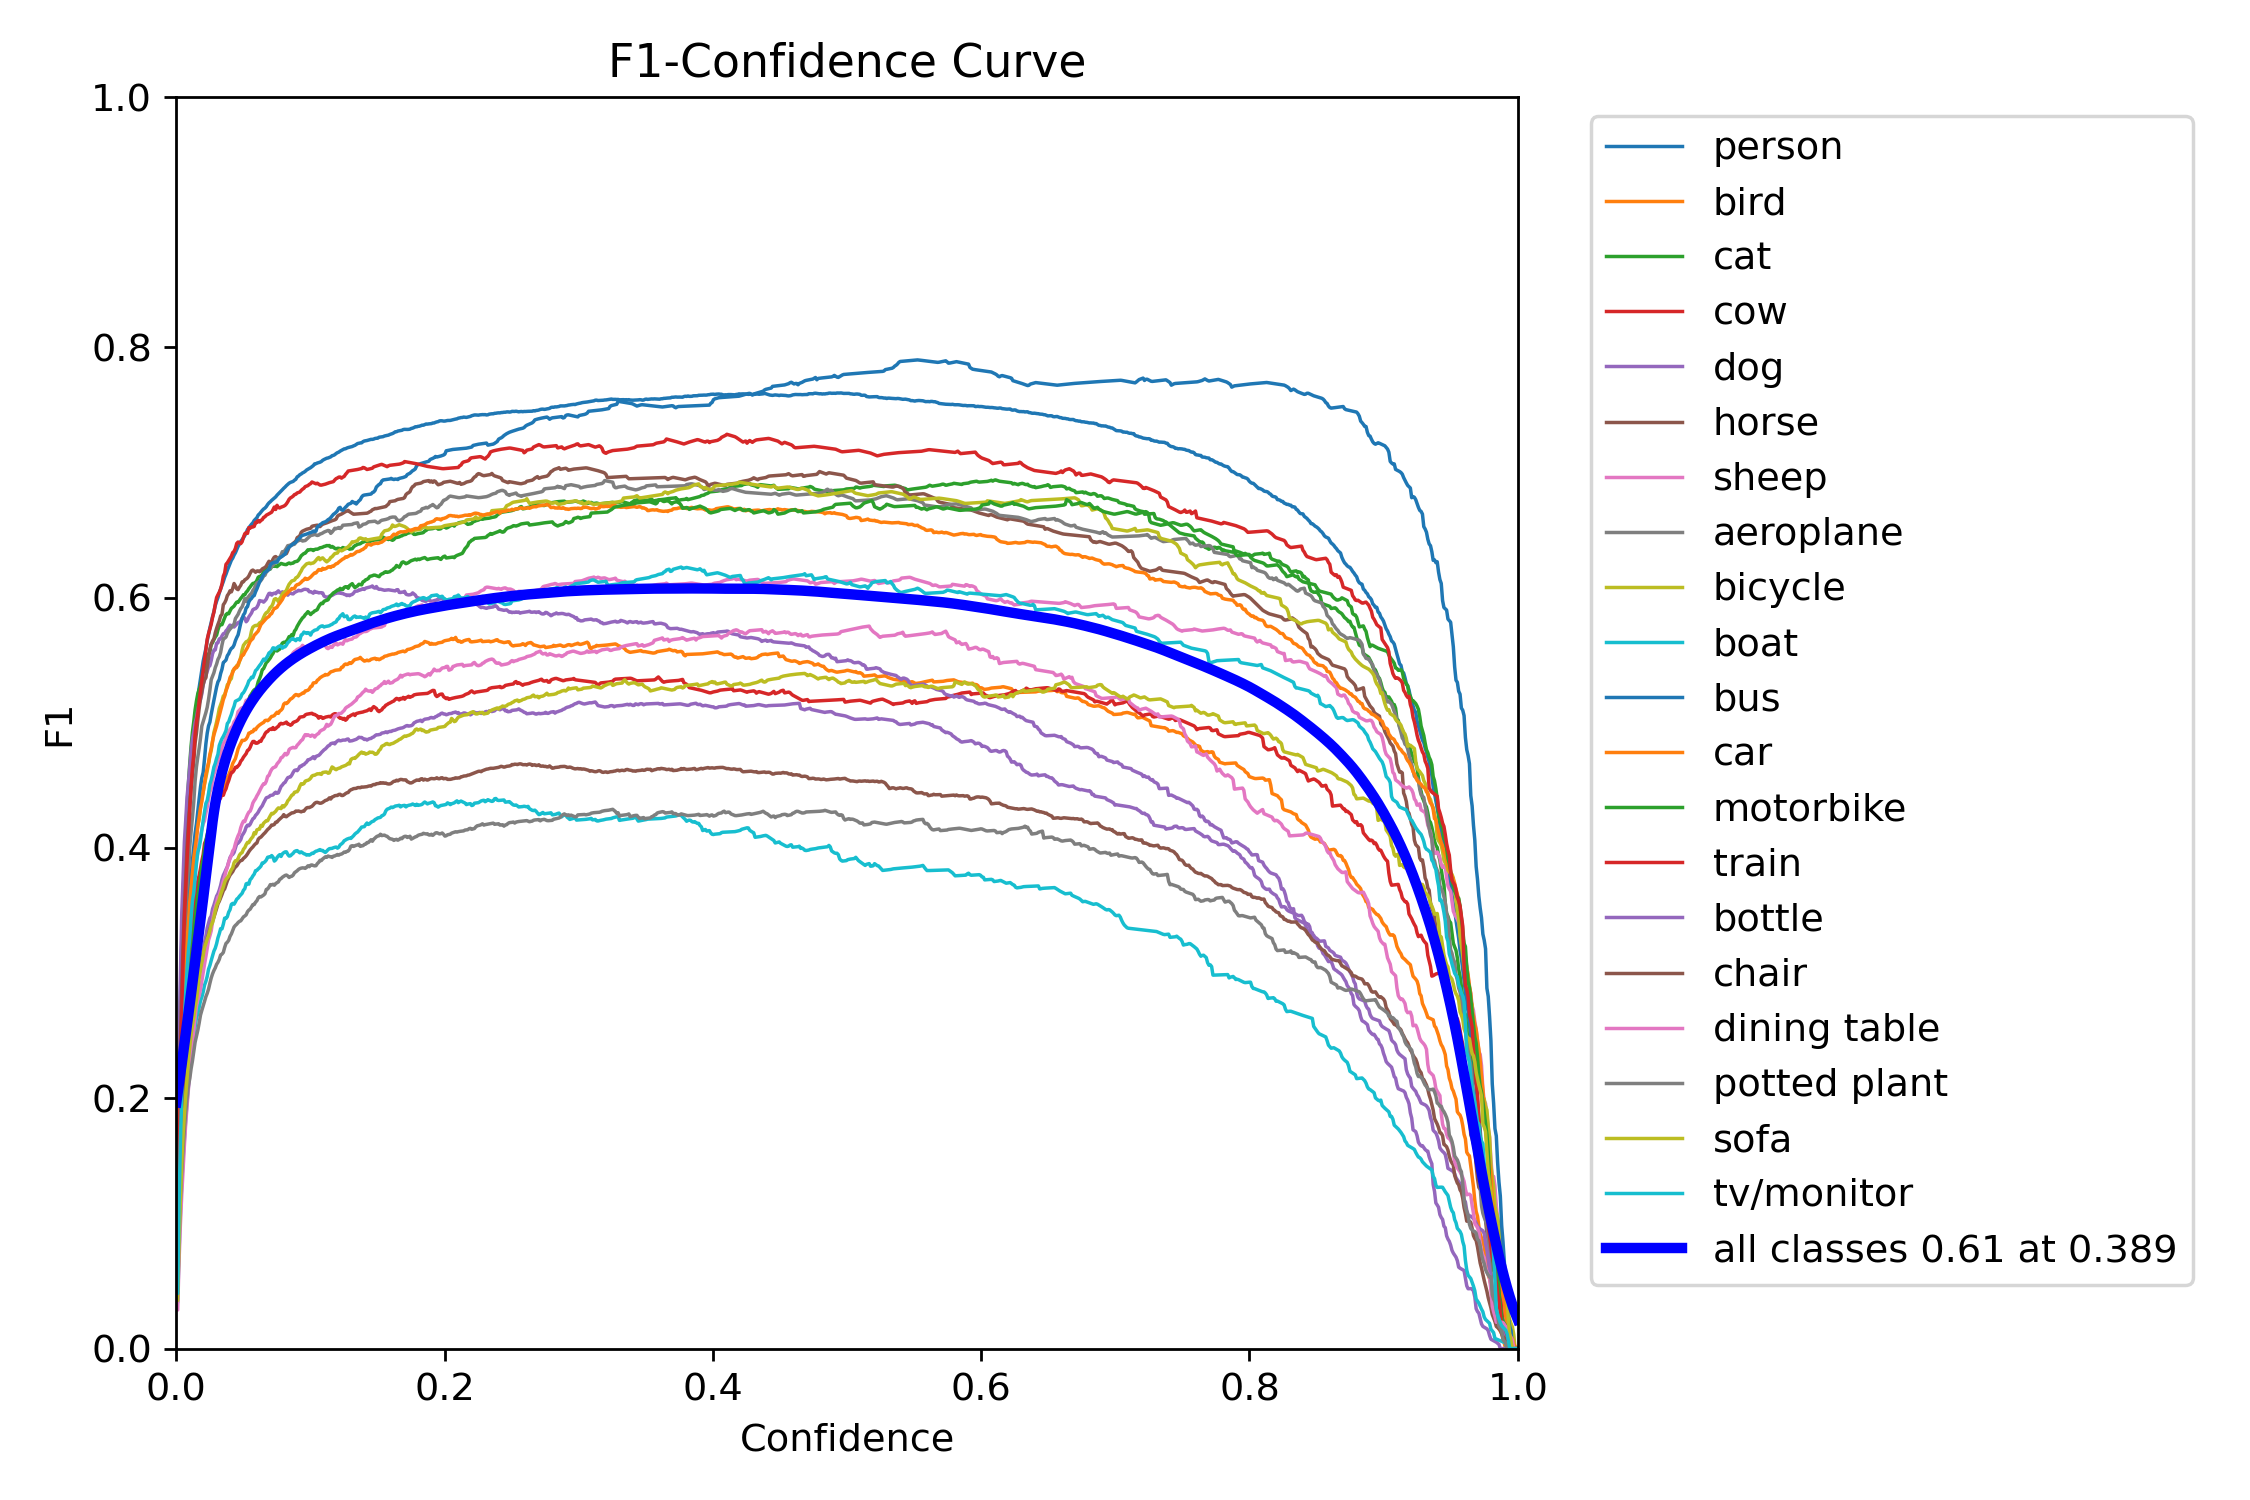 F1-Confidence Curve
1.0
0.8
0.6
0.4
0.2
0.0
F1
0.0 0.2 0.4 0.6 0.8 1.0
Confidence
person
bird
cat
cow
dog
horse
sheep
aeroplane
bicycle
boat
bus
car
motorbike
train
bottle
chair
dining table
potted plant
sofa
tv/monitor
all classes 0.61 at 0.389